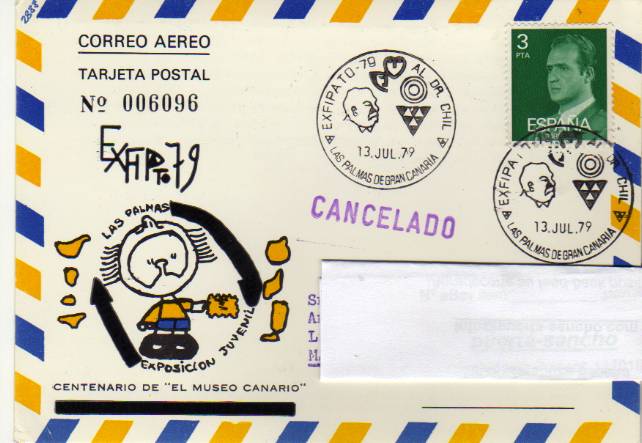 2888
CORREO AEREO
TARJETA POSTAL
Nº 006096
EXFIPATO 79
LAS PALMAS
EXPOSICION JUVENIL
CENTENARIO DE "EL MUSEO CANARIO"
EXFIPATO-79 AL DR. CHIL
13.JUL.79
LAS PALMAS DE GRAN CANARIA
CANCELADO
3
PTA
ESPAÑA
EXFIPATO-79 AL DR. CHIL
13.JUL.79
LAS PALMAS DE GRAN CANARIA